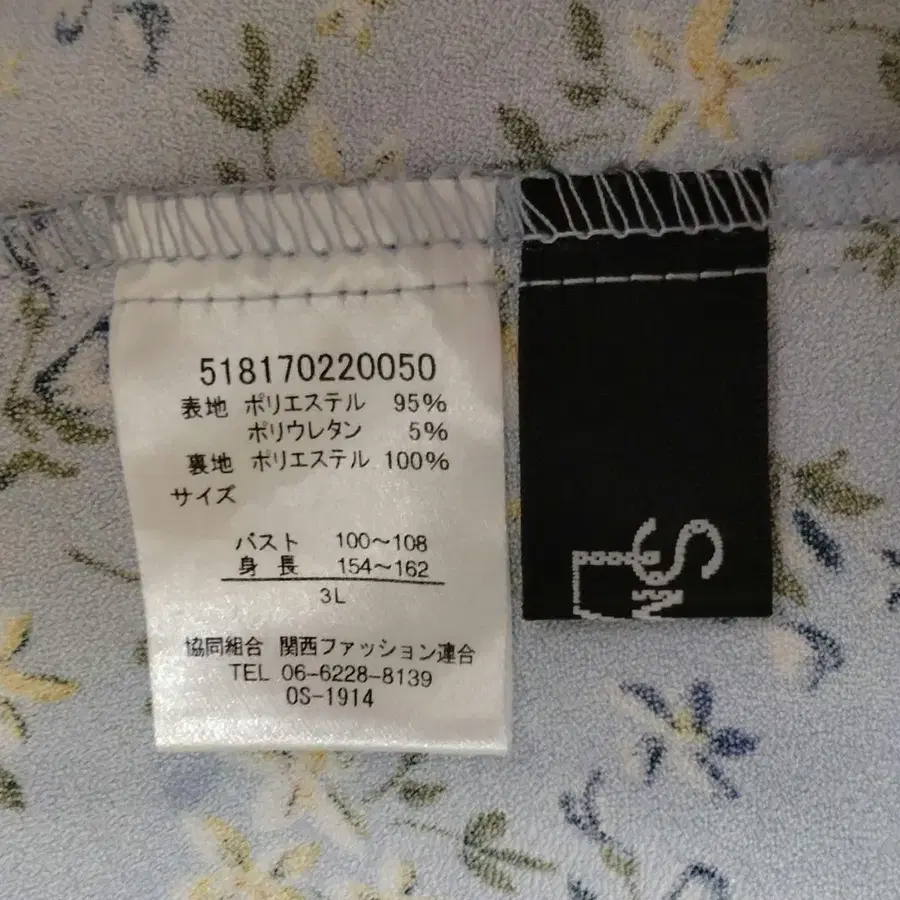 518170220050
表地 ポリエステル 95%
ポリウレタン 5%
裏地 ポリエステル 100%
サイズ
バスト 100～108
身長 154～162
3L
協同組合 関西ファッション連合
TEL 06-6228-8139
OS-1914